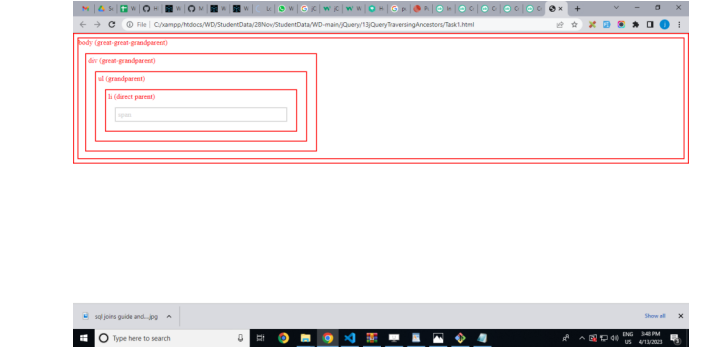 File | C:/xampp/htdocs/WD/StudentData/28Nov/StudentData/WD-main/jQuery/13jQueryTraversingAncestors/Task1.html
body (great-great-grandparent)
div (great-grandparent)
ul (grandparent)
li (direct parent)
span
sql joins guide and....jpg
Show all
Type here to search
ENG 3:48 PM
US 4/13/2023